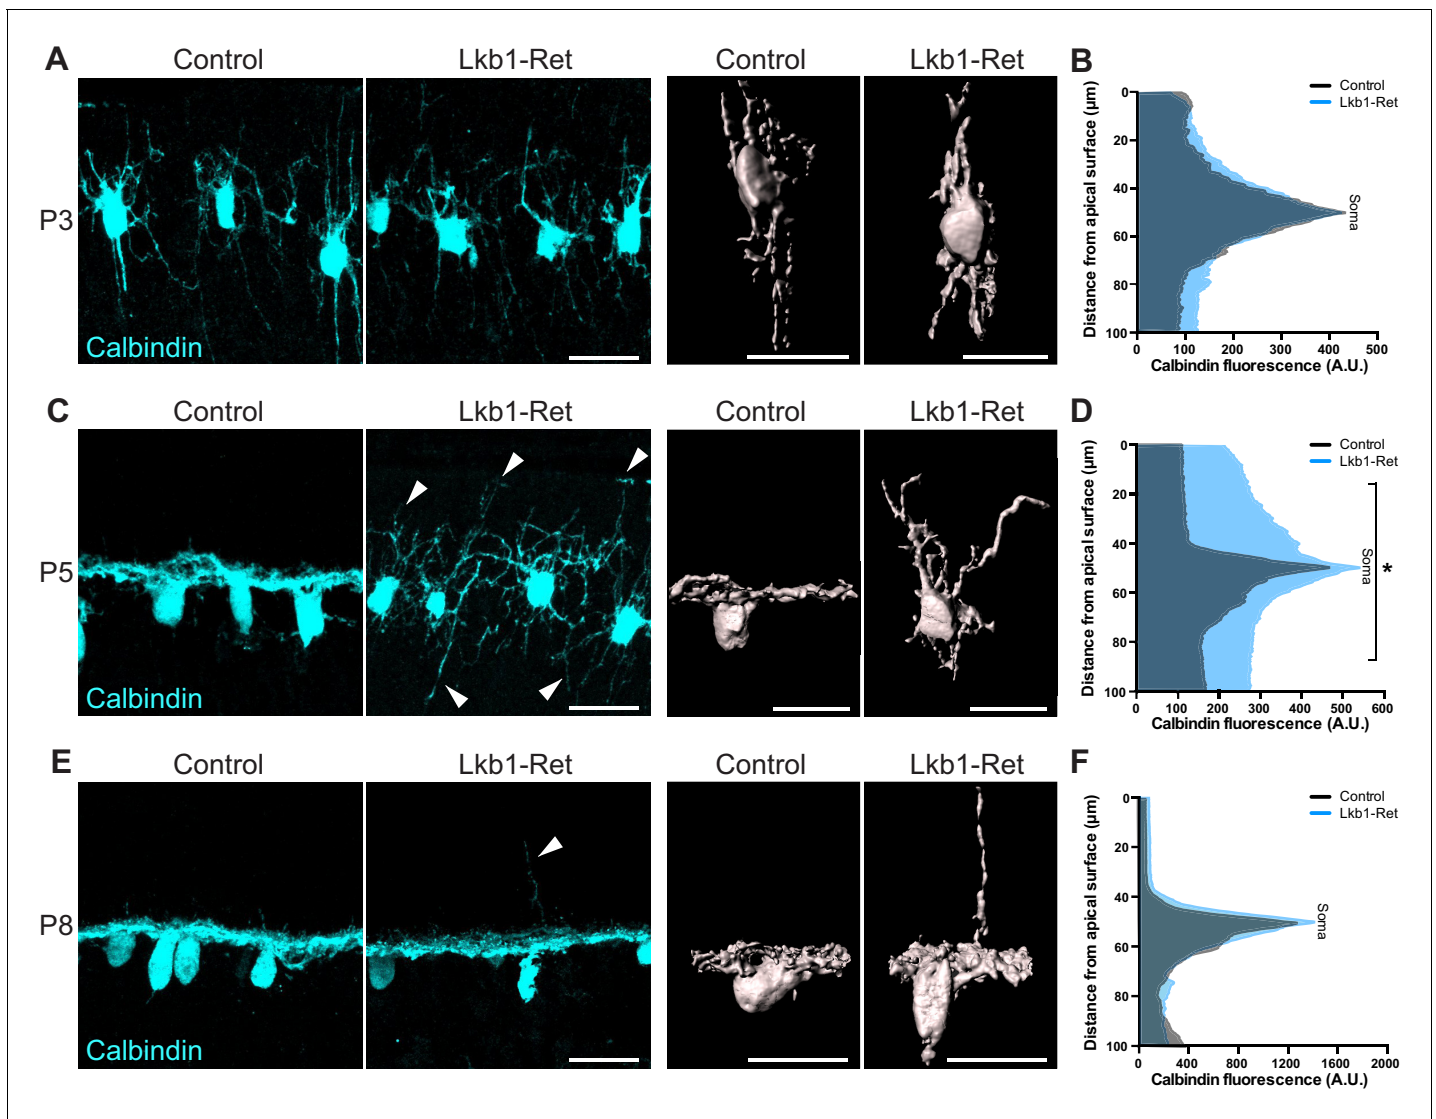 A Control Lkb1-Ret Control Lkb1-Ret B
P3
Calbindin
Control
Lkb1-Ret
Distance from apical surface (µm)
0
20
40
60
80
100
Soma
0 100 200 300 400 500
Calbindin fluorescence (A.U.)
C Control Lkb1-Ret Control Lkb1-Ret D
P5
Calbindin
Control
Lkb1-Ret
Distance from apical surface (µm)
0
20
40
60
80
100
Soma
*
0 100 200 300 400 500 600
Calbindin fluorescence (A.U.)
E Control Lkb1-Ret Control Lkb1-Ret F
P8
Calbindin
Control
Lkb1-Ret
Distance from apical surface (µm)
0
20
40
60
80
100
Soma
0 400 800 1200 1600 2000
Calbindin fluorescence (A.U.)